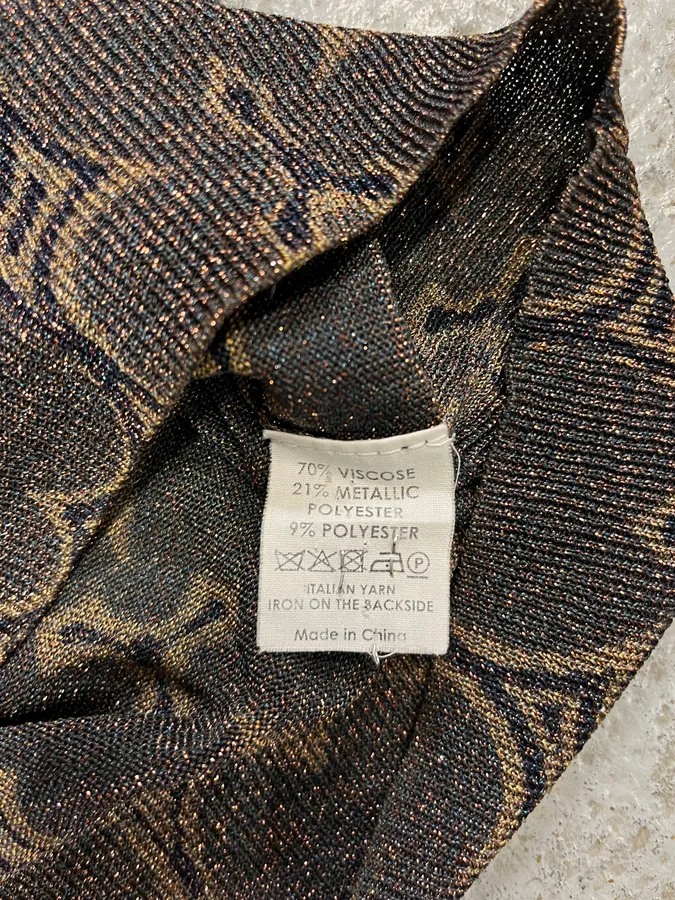 70% VISCOSE
21% METALLIC
POLYESTER
9% POLYESTER
P
ITALIAN YARN
IRON ON THE BACKSIDE
Made in China